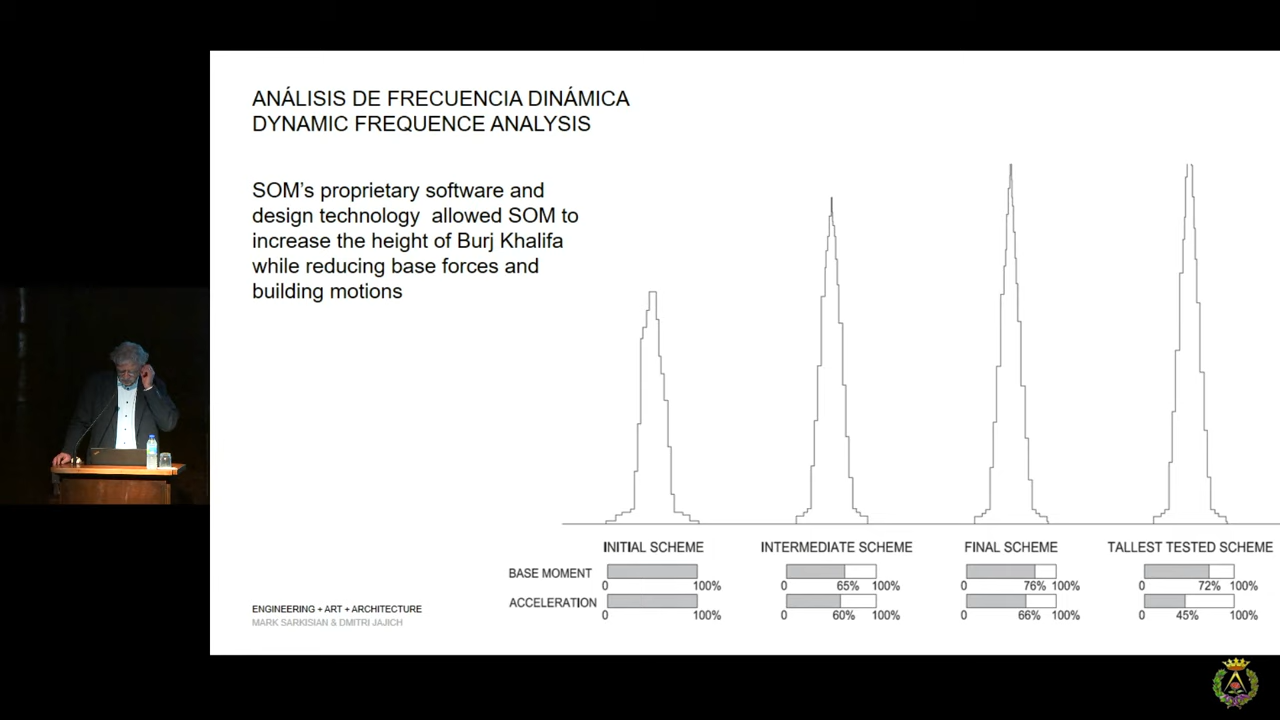 ANÁLISIS DE FRECUENCIA DINÁMICA
DYNAMIC FREQUENCE ANALYSIS
SOM's proprietary software and
design technology allowed SOM to
increase the height of Burj Khalifa
while reducing base forces and
building motions
INITIAL SCHEME
INTERMEDIATE SCHEME
FINAL SCHEME
TALLEST TESTED SCHEME
BASE MOMENT
0 100%
0 65% 100%
0 76% 100%
0 72% 100%
ACCELERATION
0 100%
0 60% 100%
0 66% 100%
0 45% 100%
ENGINEERING + ART + ARCHITECTURE
MARK SARKISIAN & DMITRI JAJICH